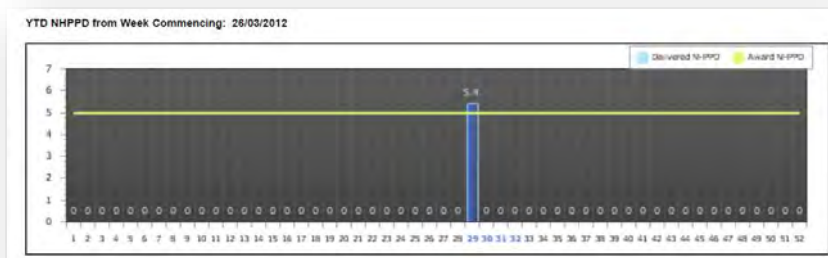 YTD NHPPD from Week Commencing: 26/03/2012
Delivered NHPPD Award NHPPD
7
6
5.4
5
4
3
2
1
0
0 0 0 0 0 0 0 0 0 0 0 0 0 0 0 0 0 0 0 0 0 0 0 0 0 0 0 0 0 0 0 0 0 0 0 0 0 0 0 0 0 0 0 0 0 0 0 0 0 0 0
1 2 3 4 5 6 7 8 9 10 11 12 13 14 15 16 17 18 19 20 21 22 23 24 25 26 27 28 29 30 31 32 33 34 35 36 37 38 39 40 41 42 43 44 45 46 47 48 49 50 51 52